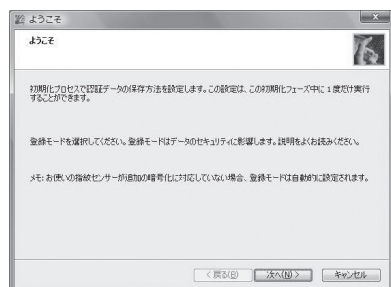 ようこそ
ようこそ
初期化プロセスで認証データの保存方法を設定します。この設定は、この初期化フェーズ中に1度だけ実行
することができます。
登録モードを選択してください。登録モードはデータのセキュリティに影響します。説明をよくお読みください。
メモ: お使いの指紋センサーが追加の暗号化に対応していない場合、登録モードは自動的に設定されます。
< 戻る(B)
次へ(N) >
キャンセル